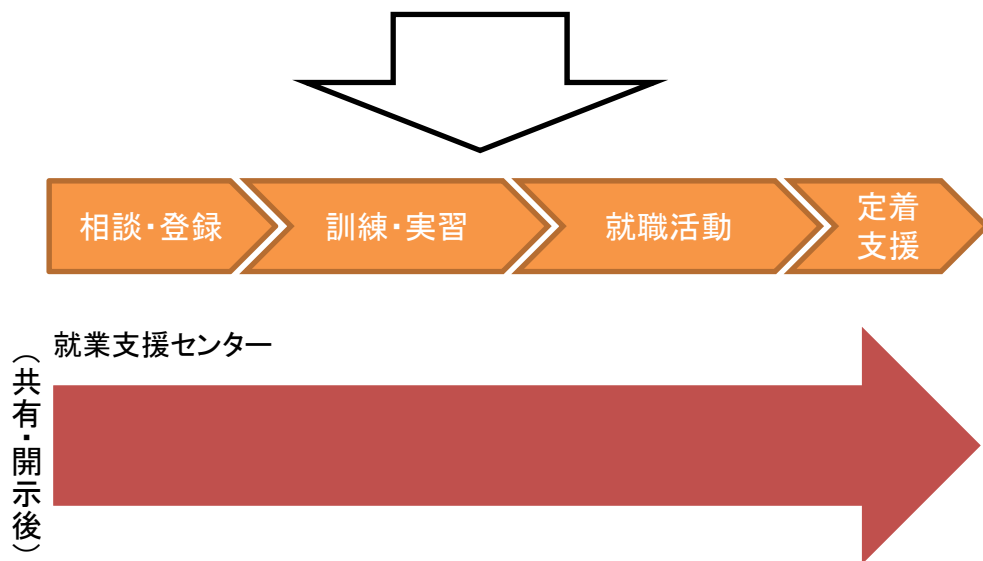 相談・登録
訓練・実習
就職活動
定着
支援
就業支援センター
（共有・開示後）